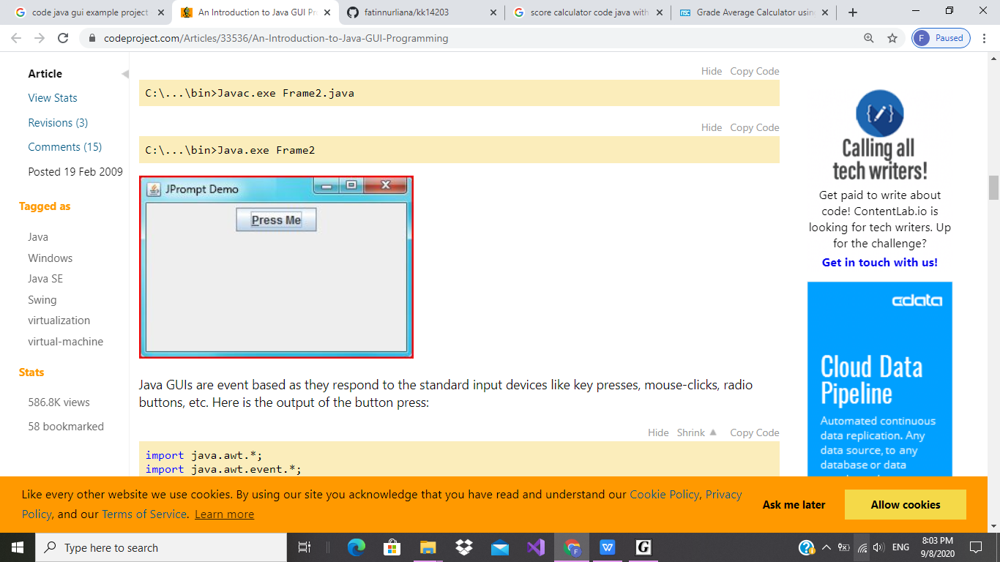 code java gui example project
An Introduction to Java GUI Pr
fatinnurliana/kk14203
score calculator code java with
Grade Average Calculator usin
codeproject.com/Articles/33536/An-Introduction-to-Java-GUI-Programming
F Paused
Article
View Stats
Revisions (3)
Comments (15)
Posted 19 Feb 2009
Tagged as
Java
Windows
Java SE
Swing
virtualization
virtual-machine
Stats
586.8K views
58 bookmarked
Hide Copy Code
C:\...\bin>Javac.exe Frame2.java
Hide Copy Code
C:\...\bin>Java.exe Frame2
JPrompt Demo
Press Me
Java GUIs are event based as they respond to the standard input devices like key presses, mouse-clicks, radio
buttons, etc. Here is the output of the button press:
Hide Shrink Copy Code
import java.awt.*;
import java.awt.event.*;
Calling all
tech writers!
Get paid to write about
code! ContentLab.io is
looking for tech writers. Up
for the challenge?
Get in touch with us!
cdata
Cloud Data
Pipeline
Automated continuous
data replication. Any
data source, to any
database or data
Like every other website we use cookies. By using our site you acknowledge that you have read and understand our Cookie Policy, Privacy
Policy, and our Terms of Service. Learn more
Ask me later
Allow cookies
Type here to search
ENG
8:03 PM
9/8/2020